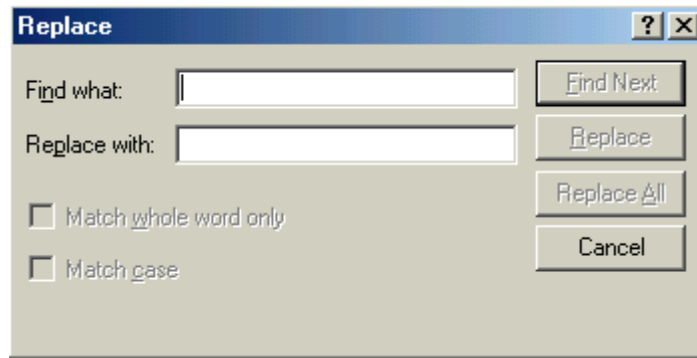 Replace
Find what:
Find Next
Replace with:
Replace
Replace All
Match whole word only
Cancel
Match case